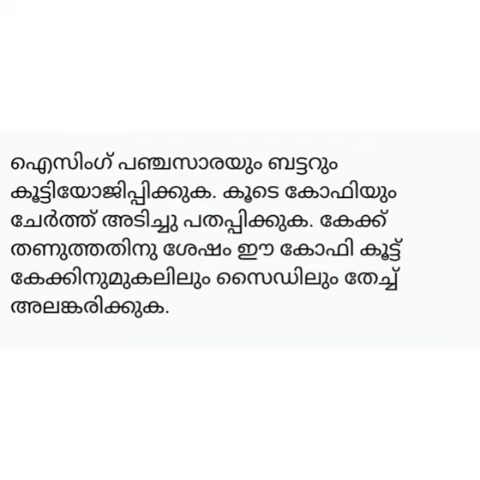 ഐസിംഗ് പഞ്ചസാരയും ബട്ടറും
കൂട്ടിയോജിപ്പിക്കുക. കൂടെ കോഫിയും
ചേർത്ത് അടിച്ചു പതപ്പിക്കുക. കേക്ക്
തണുത്തതിനു ശേഷം ഈ കോഫി കൂട്ട്
കേക്കിനുമുകലിലും സൈഡിലും തേച്ച്
അലങ്കരിക്കുക.